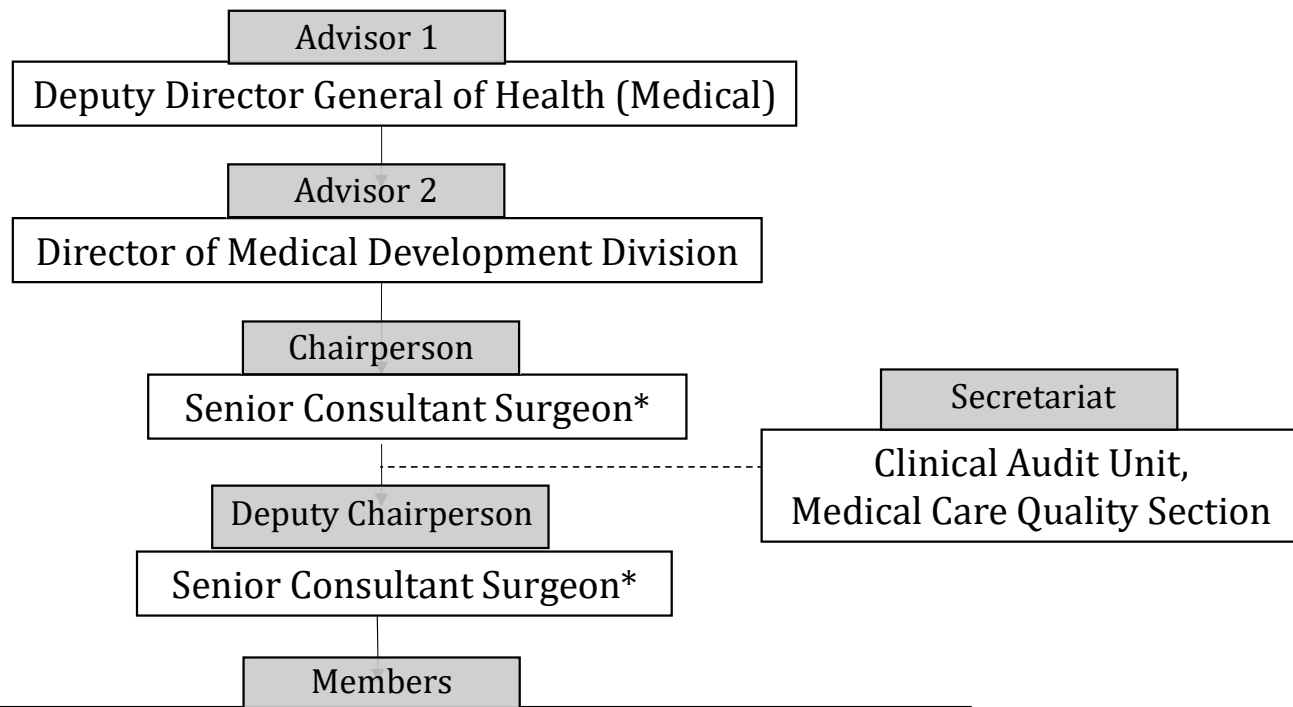 Advisor 1
Deputy Director General of Health (Medical)
Advisor 2
Director of Medical Development Division
Chairperson
Senior Consultant Surgeon*
Secretariat
Clinical Audit Unit,
Medical Care Quality Section
Deputy Chairperson
Senior Consultant Surgeon*
Members